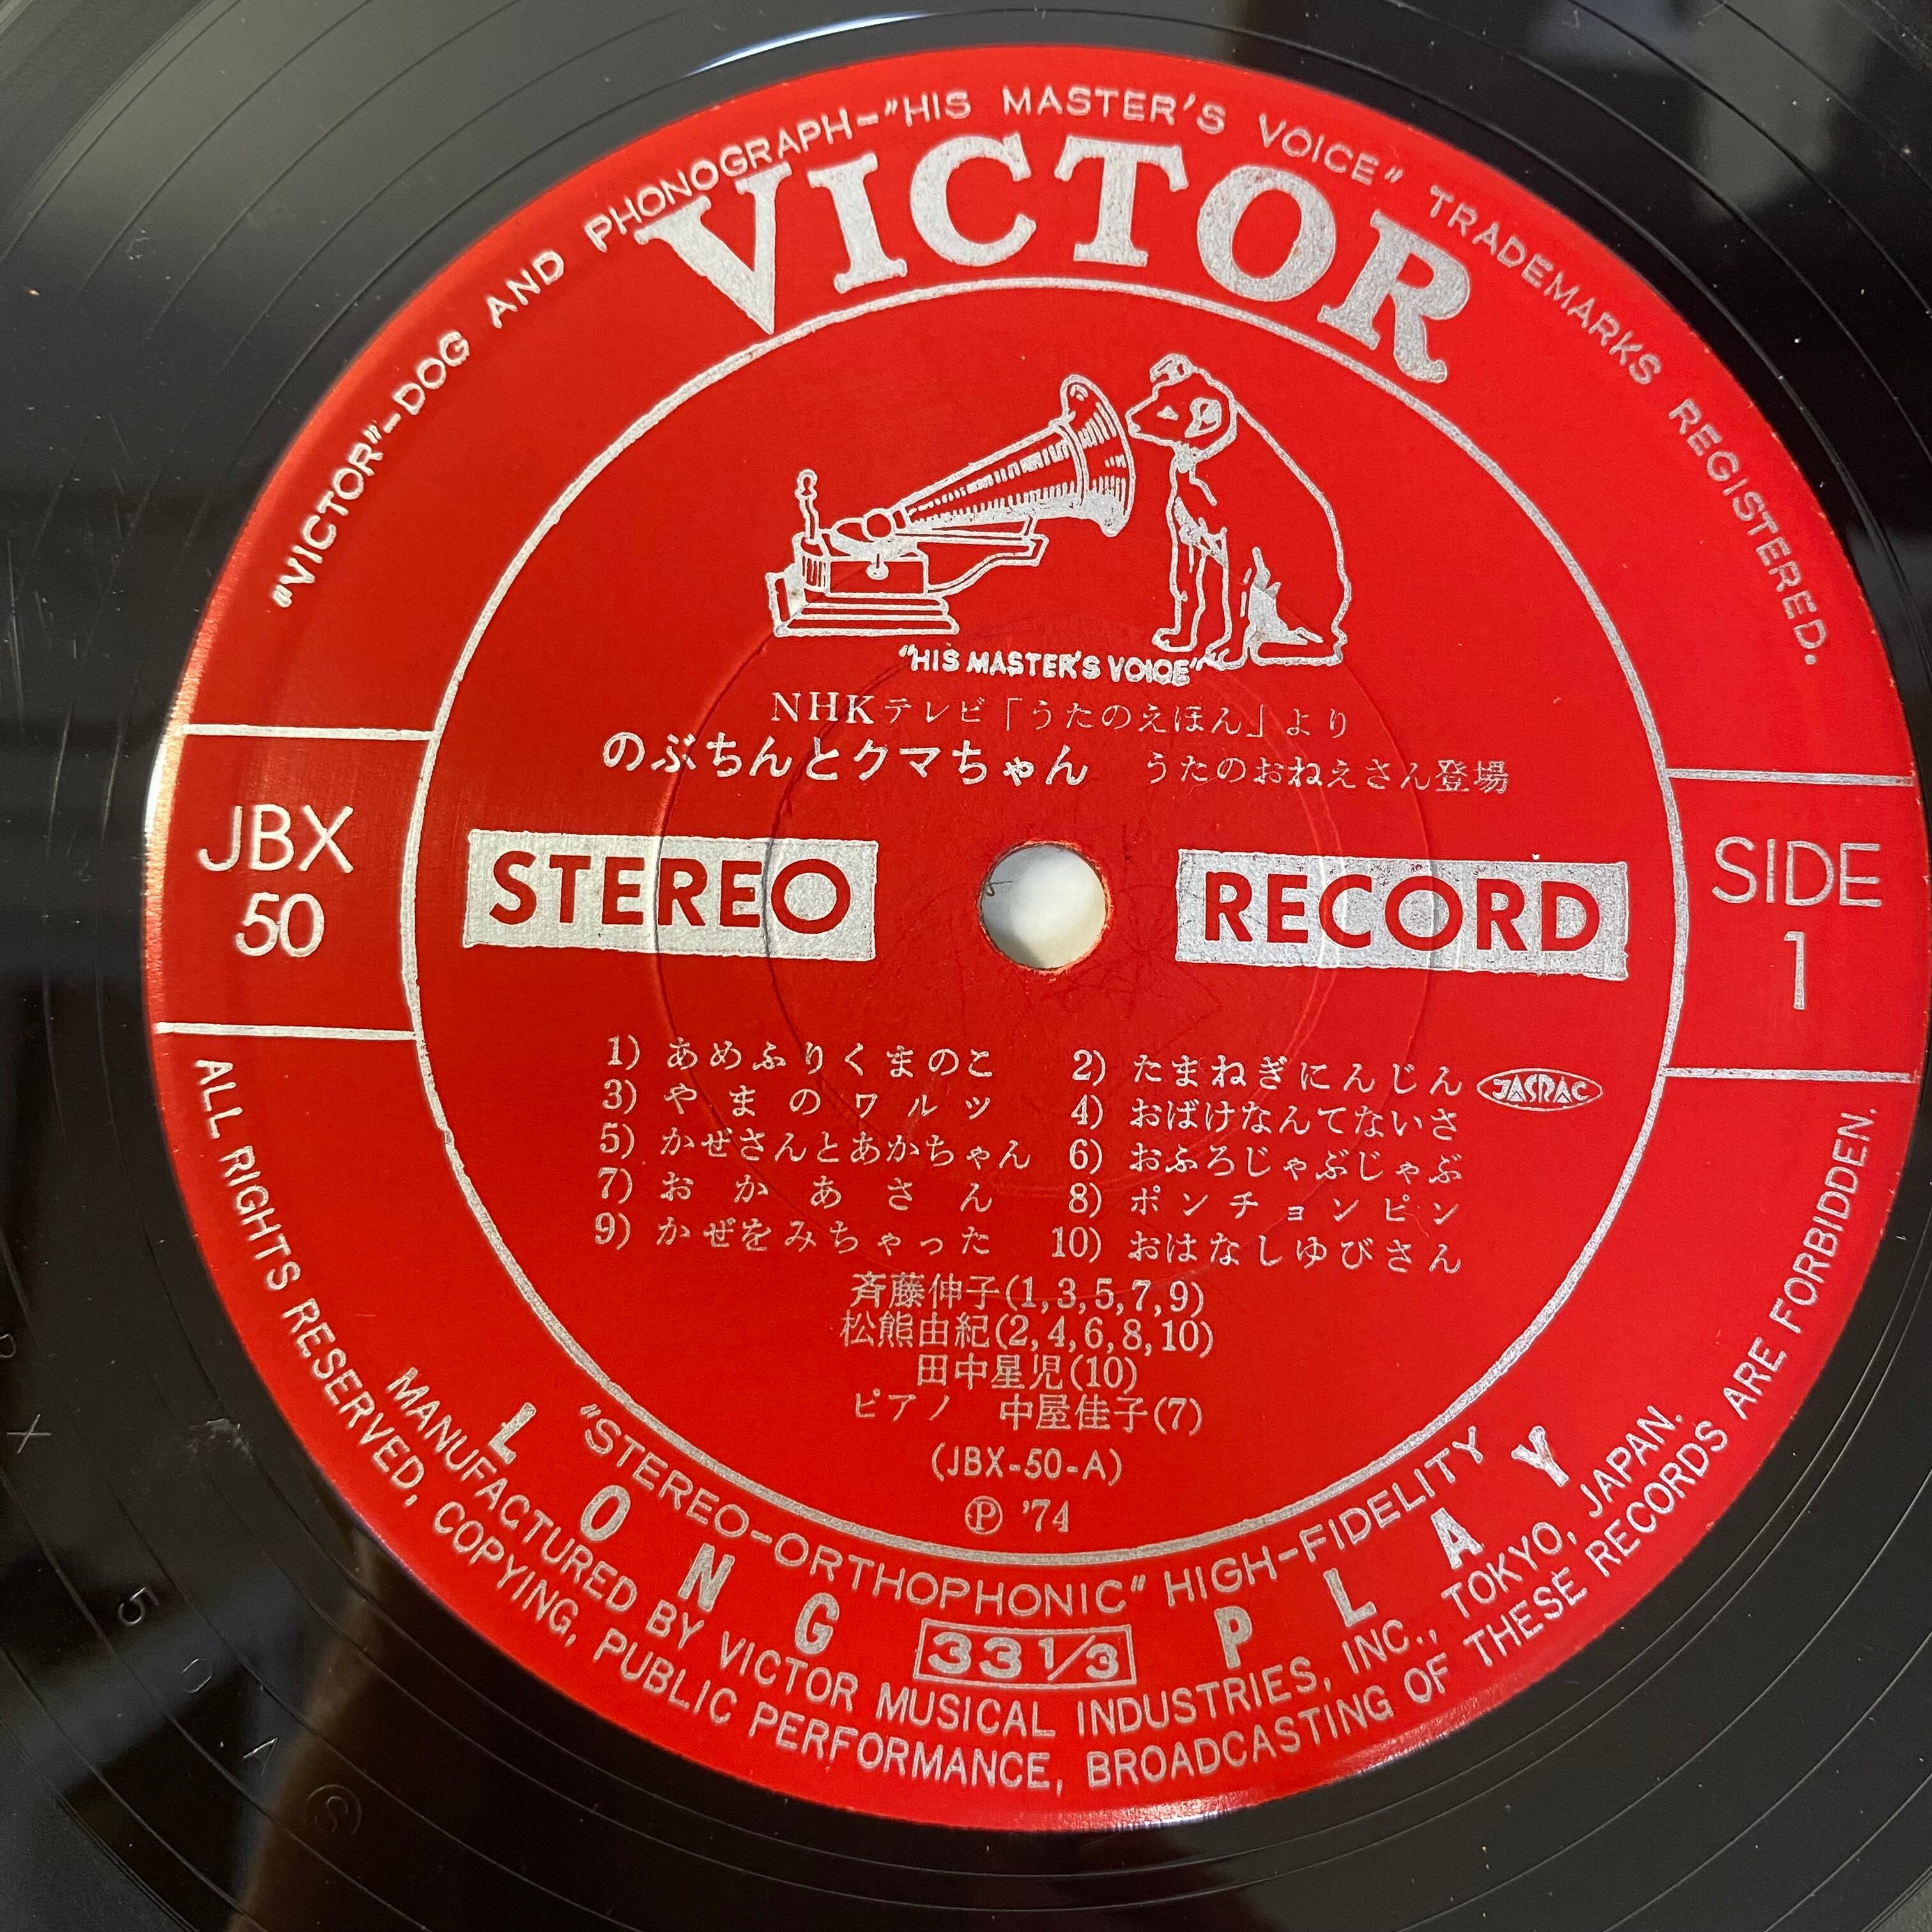 "VICTOR"-DOG AND PHONOGRAPH-"HIS MASTER'S VOICE" TRADEMARKS REGISTERED.
VICTOR
"HIS MASTER'S VOICE"
NHKテレビ「うたのえほん」より
のぶちんとクマちゃん うたのおねえさん登場
JBX
50
STEREO RECORD
SIDE
1
1) あめふりくまのこ 2) たまねぎにんじん
JASRAC
3) やまのワルツ 4) おばけなんてないさ
5) かぜさんとあかちゃん 6) おふろじゃぶじゃぶ
7) おかあさん 8) ポンチョンピン
9) かぜをみちゃった 10) おはなしゆびさん
斉藤伸子(1,3,5,7,9)
松熊由紀(2,4,6,8,10)
田中星児(10)
ピアノ 中屋佳子(7)
(JBX-50-A)
Ⓟ '74
"STEREO-ORTHOPHONIC" HIGH-FIDELITY
LONG 33 1/3 PLAY
MANUFACTURED BY VICTOR MUSICAL INDUSTRIES, INC., TOKYO, JAPAN.
ALL RIGHTS RESERVED, COPYING, PUBLIC PERFORMANCE, BROADCASTING OF THESE RECORDS ARE FORBIDDEN.